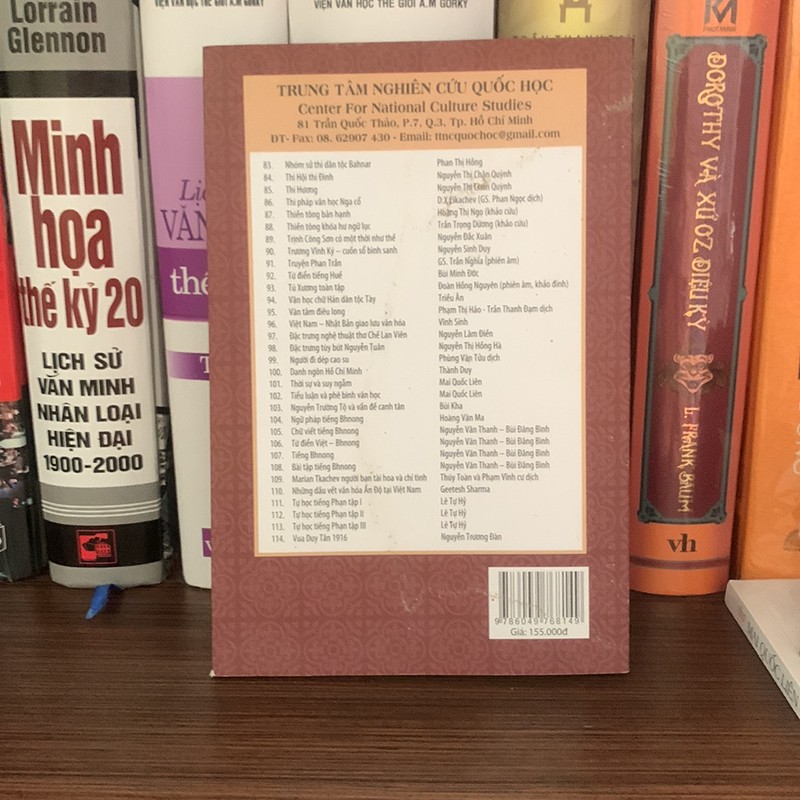 Lorrain
Glennon
Minh
họa
thế kỷ 20
LỊCH SỬ
VĂN MINH
NHÂN LOẠI
HIỆN ĐẠI
1900-2000
VIỆN VĂN HỌC THẾ GIỚI A.M GORKY
VIỆN VĂN HỌC THẾ GIỚI A.M GORKY
TRUNG TÂM NGHIÊN CỨU QUỐC HỌC
Center For National Culture Studies
81 Trần Quốc Thảo, P.7, Q.3, Tp. Hồ Chí Minh
ĐT- Fax: 08. 62907 430 - Email: ttncquochoc@gmail.com
83. Nhóm sử thi dân tộc Bahnar Phan Thị Hồng
84. Thi Hội thi Đình Nguyễn Thị Chân Quỳnh
85. Thi Hương Nguyễn Thị Chân Quỳnh
86. Thi pháp văn học Nga cổ D.X.Likachev (GS. Phan Ngọc dịch)
87. Thiền tông bản hạnh Hoàng Thị Ngọ (khảo cứu)
88. Thiền tông khóa hư ngữ lục Trần Trọng Dương (khảo cứu)
89. Trịnh Công Sơn có một thời như thế Nguyễn Đắc Xuân
90. Trương Vĩnh Ký – cuốn sổ bình sanh Nguyễn Sinh Duy
91. Truyện Phan Trần GS. Trần Nghĩa (phiên âm)
92. Từ điển tiếng Huế Bùi Minh Đức
93. Tú Xương toàn tập Đoàn Hồng Nguyên (phiên âm, khảo đính)
94. Văn học chữ Hán dân tộc Tày Triều Ân
95. Văn tâm điêu long Phạm Thị Hảo - Trần Thanh Đạm dịch
96. Việt Nam – Nhật Bản giao lưu văn hóa Vĩnh Sính
97. Đặc trưng nghệ thuật thơ Chế Lan Viên Nguyễn Lâm Điền
98. Đặc trưng tùy bút Nguyễn Tuân Nguyễn Thị Hồng Hà
99. Người đi dép cao su Phùng Văn Tửu dịch
100. Danh ngôn Hồ Chí Minh Thành Duy
101. Thời sự và suy ngẫm Mai Quốc Liên
102. Tiểu luận và phê bình văn học Mai Quốc Liên
103. Nguyễn Trường Tộ và vấn đề canh tân Bùi Kha
104. Ngữ pháp tiếng Bhnong Hoàng Văn Ma
105. Chữ viết tiếng Bhnong Nguyễn Văn Thanh – Bùi Đăng Bình
106. Từ điển Việt – Bhnong Nguyễn Văn Thanh – Bùi Đăng Bình
107. Tiếng Bhnong Nguyễn Văn Thanh – Bùi Đăng Bình
108. Bài tập tiếng Bhnong Nguyễn Văn Thanh – Bùi Đăng Bình
109. Marian Tkachev người bạn tài hoa và chí tình Thúy Toàn và Phạm Vĩnh cư dịch
110. Những dấu vết văn hóa Ấn Độ tại Việt Nam Geetesh Sharma
111. Tự học tiếng Phạn tập I Lê Tự Hỷ
112. Tự học tiếng Phạn tập II Lê Tự Hỷ
113. Tự học tiếng Phạn tập III Lê Tự Hỷ
114. Vua Duy Tân 1916 Nguyễn Trương Đàn
9786049768149
Giá: 155.000đ
DOROTHY VÀ XỨ OZ DIỆU KỲ
L. FRANK BAUM
vh